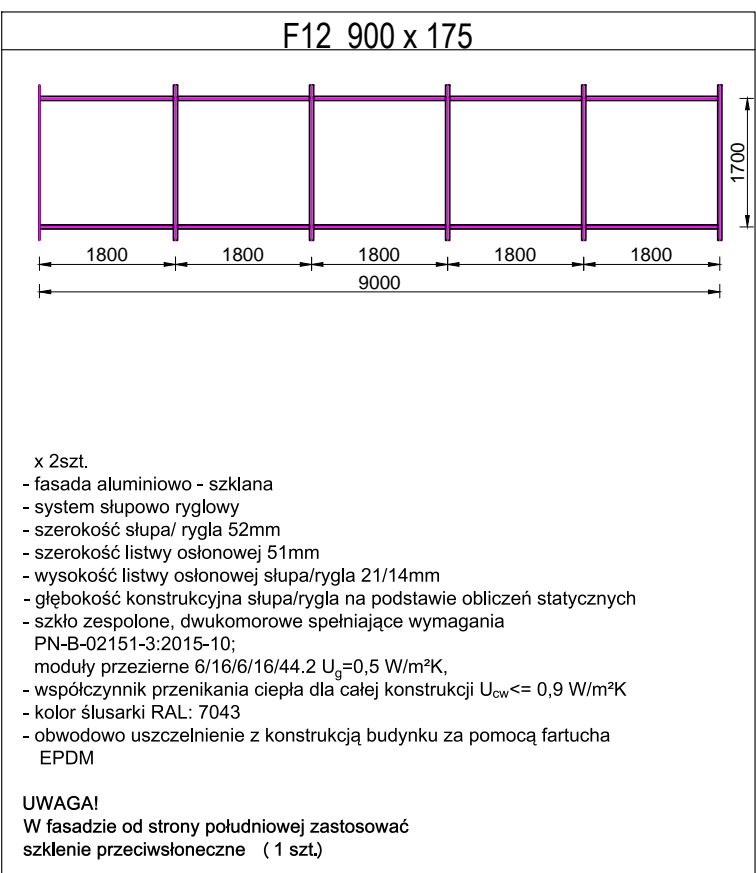 F12 900 x 175
1700
1800 1800 1800 1800 1800
9000
x 2szt.
- fasada aluminiowo - szklana
- system słupowo ryglowy
- szerokość słupa/ rygla 52mm
- szerokość listwy osłonowej 51mm
- wysokość listwy osłonowej słupa/rygla 21/14mm
- głębokość konstrukcyjna słupa/rygla na podstawie obliczeń statycznych
- szkło zespolone, dwukomorowe spełniające wymagania
PN-B-02151-3:2015-10;
moduły przezierne 6/16/6/16/44.2 Ug=0,5 W/m²K,
- współczynnik przenikania ciepła dla całej konstrukcji Ucw<= 0,9 W/m²K
- kolor ślusarki RAL: 7043
- obwodowo uszczelnienie z konstrukcją budynku za pomocą fartucha
EPDM
UWAGA!
W fasadzie od strony południowej zastosować
szklenie przeciwsłoneczne ( 1 szt.)